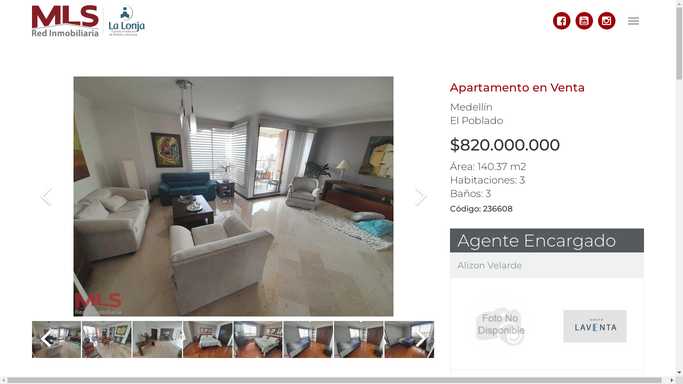 MLS
Red Inmobiliaria
La Lonja
Apartamento en Venta
Medellín
El Poblado
$820.000.000
Área: 140.37 m2
Habitaciones: 3
Baños: 3
Código: 236608
MLS
Red Inmobiliaria
Agente Encargado
Alizon Velarde
Foto No
Disponible
LAVENTA